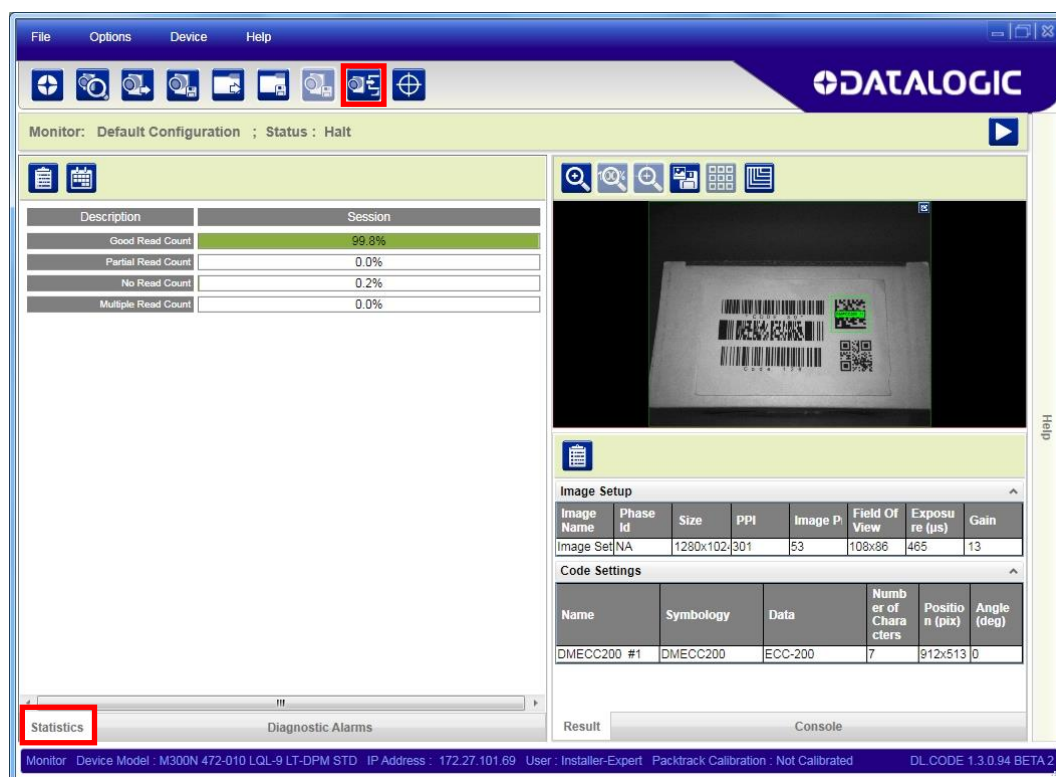 File Options Device Help
DATALOGIC
Monitor: Default Configuration ; Status : Halt
Description Session
Good Read Count 99.8%
Partial Read Count 0.0%
No Read Count 0.2%
Multiple Read Count 0.0%
Code 128
Help
Image Setup
Image Name Phase Id Size PPI Image P Field Of View Exposu re (µs) Gain
Image Set NA 1280x102 301 53 108x86 465 13
Code Settings
Name Symbology Data Numb er of Chara cters Positio n (pix) Angle (deg)
DMECC200 #1 DMECC200 ECC-200 7 912x513 0
Statistics Diagnostic Alarms Result Console
Monitor Device Model : M300N 472-010 LQL-9 LT-DPM STD IP Address : 172.27.101.69 User : Installer-Expert Packtrack Calibration : Not Calibrated DL.CODE 1.3.0.94 BETA 2